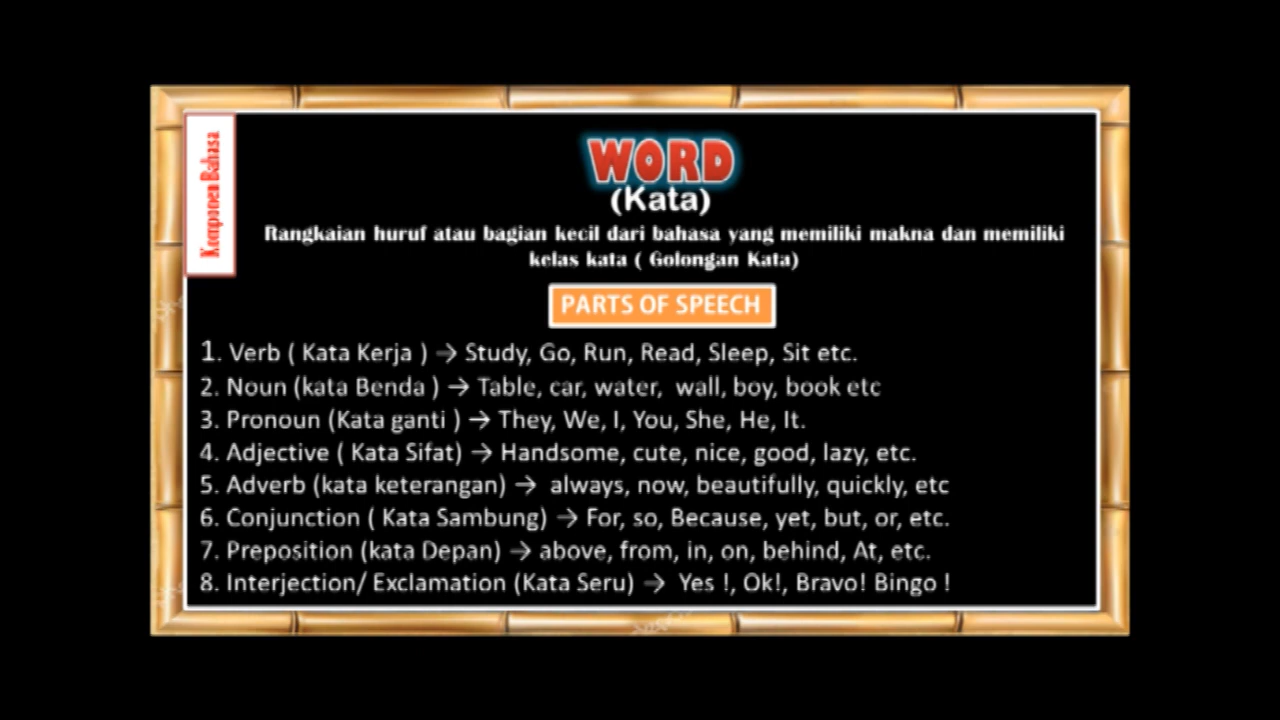 Komponen Bahasa
WORD
(Kata)
Rangkaian huruf atau bagian kecil dari bahasa yang memiliki makna dan memiliki
kelas kata ( Golongan Kata)
PARTS OF SPEECH
1. Verb ( Kata Kerja ) → Study, Go, Run, Read, Sleep, Sit etc.
2. Noun (kata Benda ) → Table, car, water, wall, boy, book etc
3. Pronoun (Kata ganti ) → They, We, I, You, She, He, It.
4. Adjective ( Kata Sifat) → Handsome, cute, nice, good, lazy, etc.
5. Adverb (kata keterangan) → always, now, beautifully, quickly, etc
6. Conjunction ( Kata Sambung) → For, so, Because, yet, but, or, etc.
7. Preposition (kata Depan) → above, from, in, on, behind, At, etc.
8. Interjection/ Exclamation (Kata Seru) → Yes !, Ok!, Bravo! Bingo !